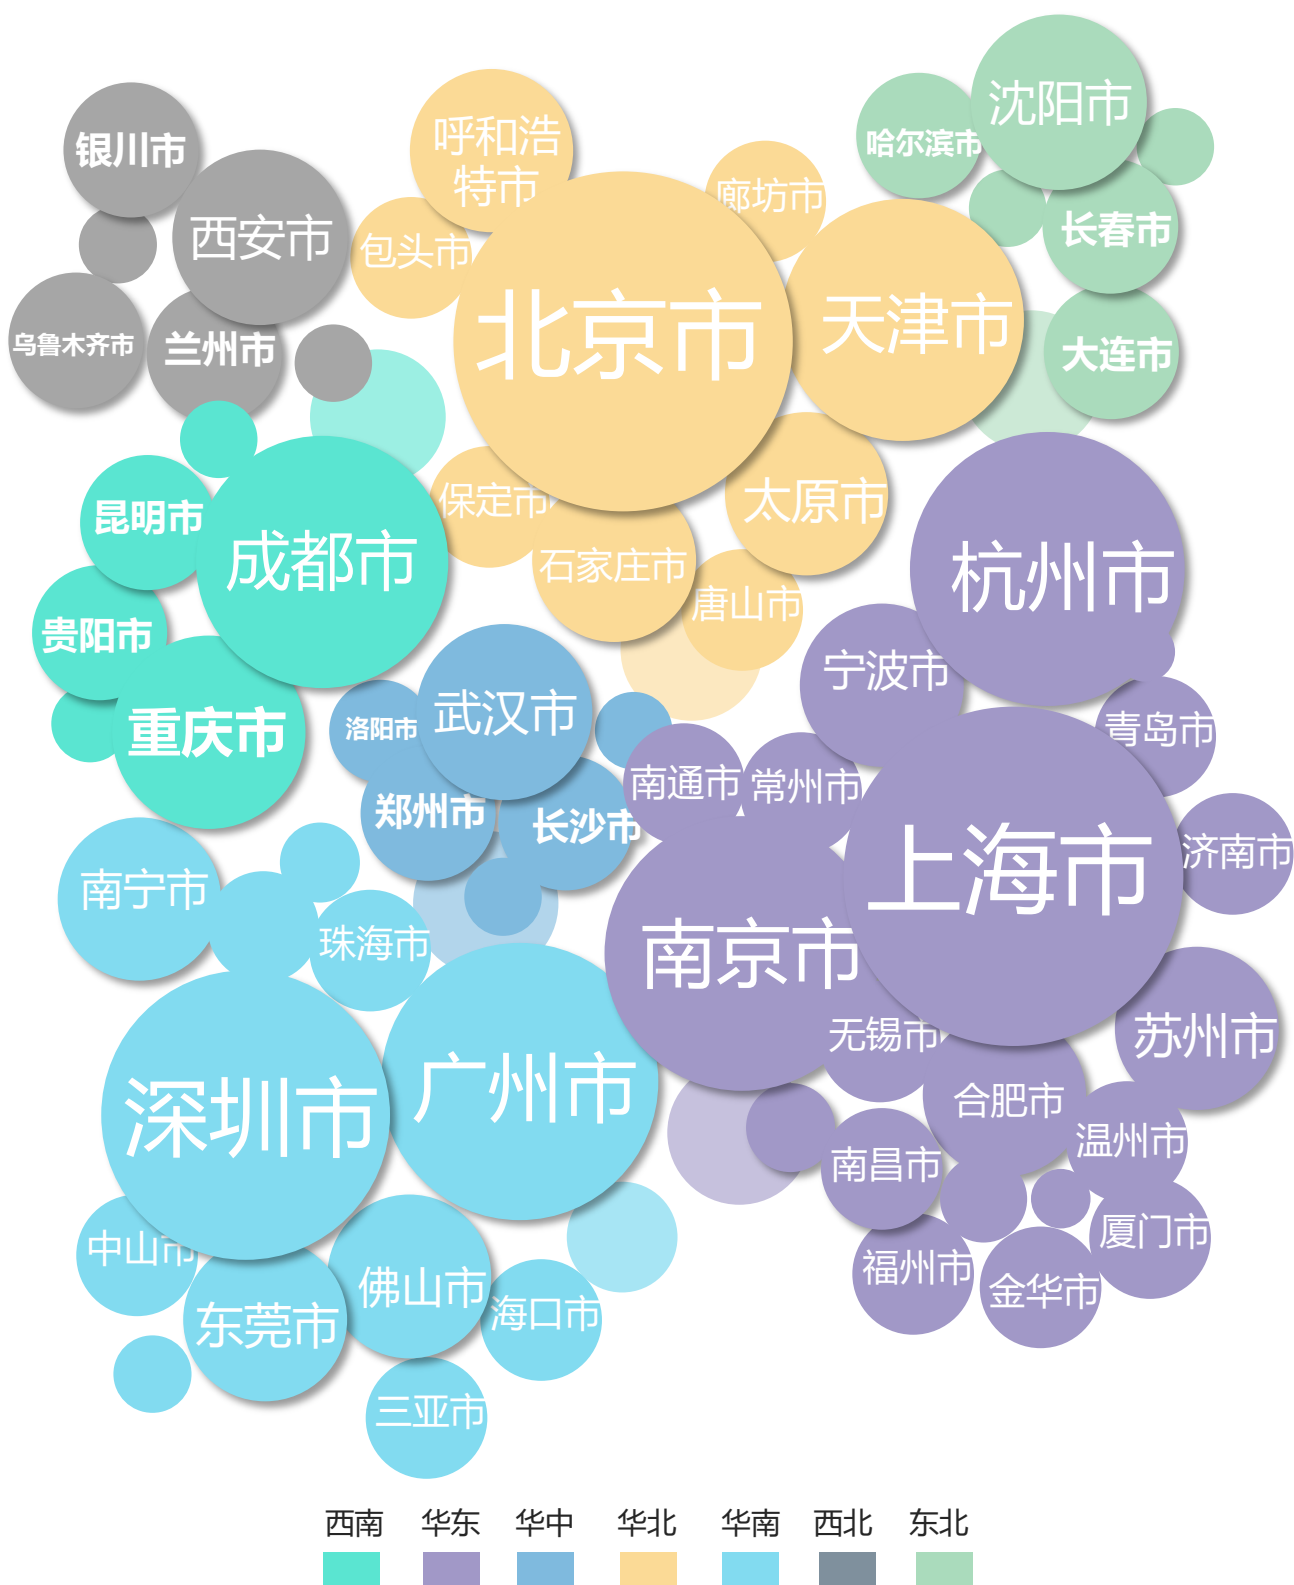 沈阳市
呼和浩
特市
哈尔滨市
银川市
廊坊市
西安市
长春市
包头市
北京市
天津市
乌鲁木齐市
兰州市
大连市
保定市
太原市
昆明市
成都市
石家庄市
杭州市
唐山市
贵阳市
宁波市
武汉市
重庆市
洛阳市
青岛市
南通市
常州市
郑州市
长沙市
济南市
上海市
南宁市
珠海市
南京市
无锡市
苏州市
深圳市
广州市
合肥市
温州市
南昌市
厦门市
中山市
福州市
佛山市
金华市
东莞市
海口市
三亚市
西南 华东 华中 华北 华南 西北 东北